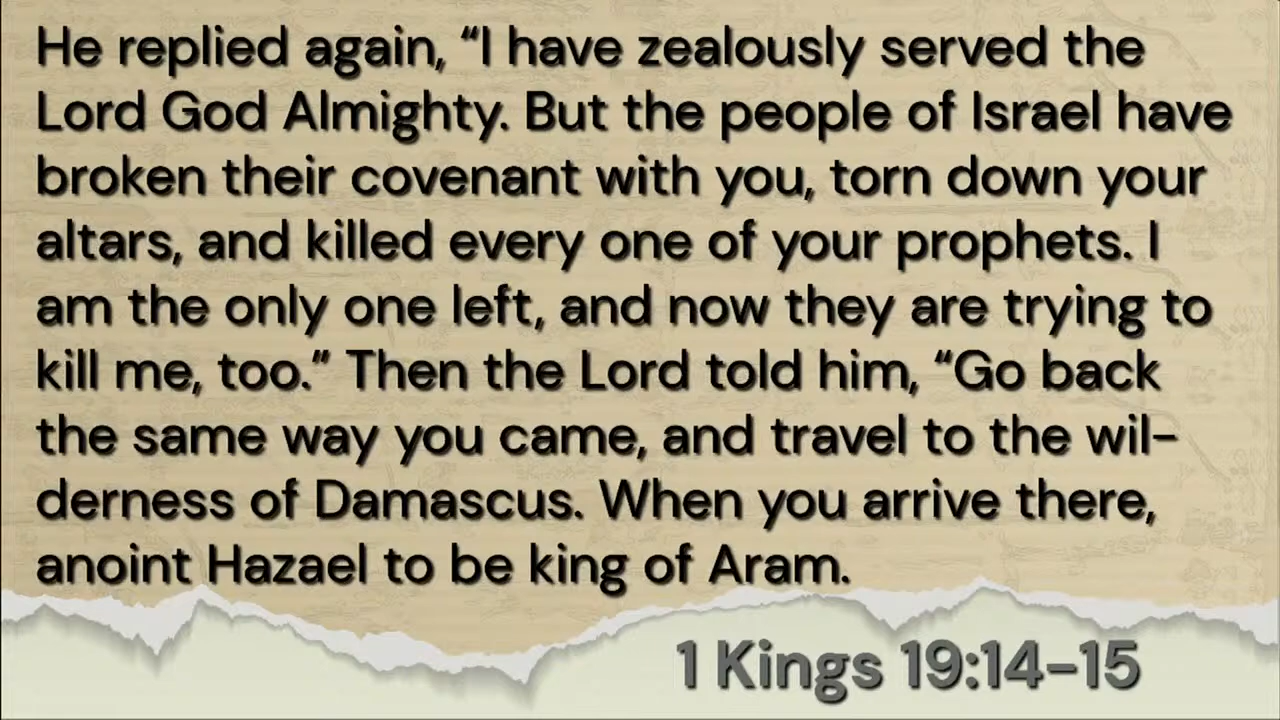 He replied again, “I have zealously served the
Lord God Almighty. But the people of Israel have
broken their covenant with you, torn down your
altars, and killed every one of your prophets. I
am the only one left, and now they are trying to
kill me, too.” Then the Lord told him, “Go back
the same way you came, and travel to the wil-
derness of Damascus. When you arrive there,
anoint Hazael to be king of Aram.
1 Kings 19:14-15